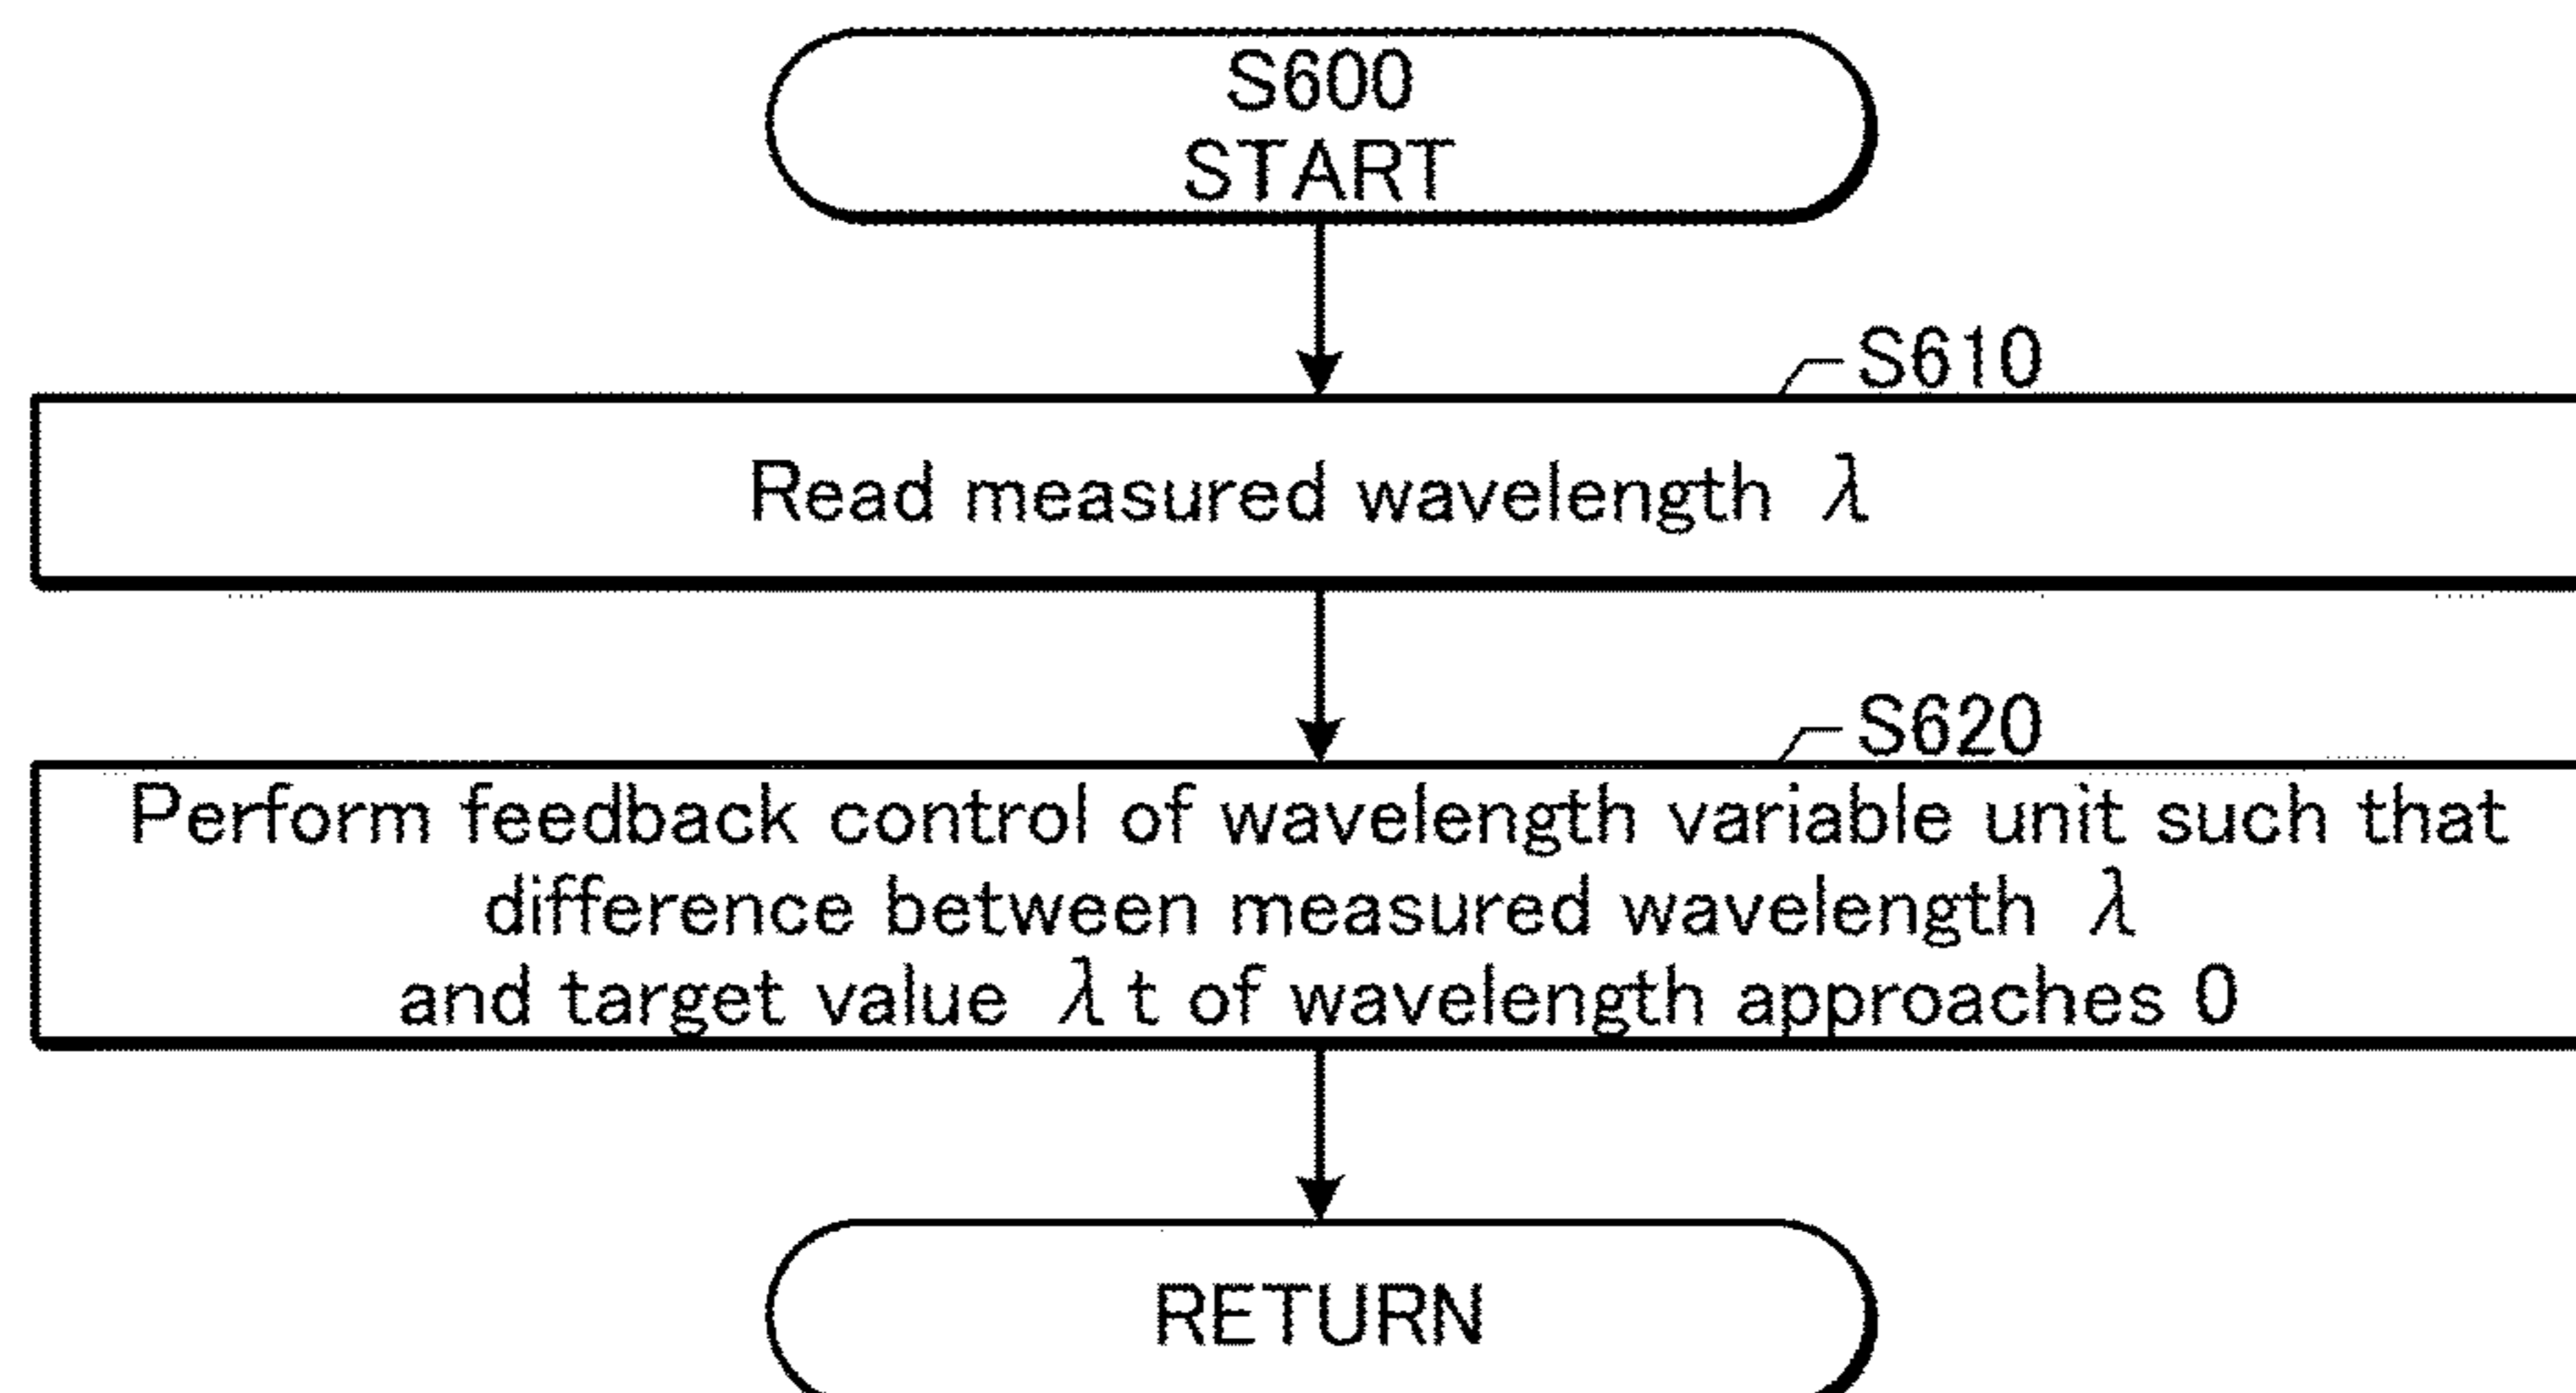 S600
START
S610
Read measured wavelength λ
S620
Perform feedback control of wavelength variable unit such that
difference between measured wavelength λ
and target value λt of wavelength approaches 0
RETURN